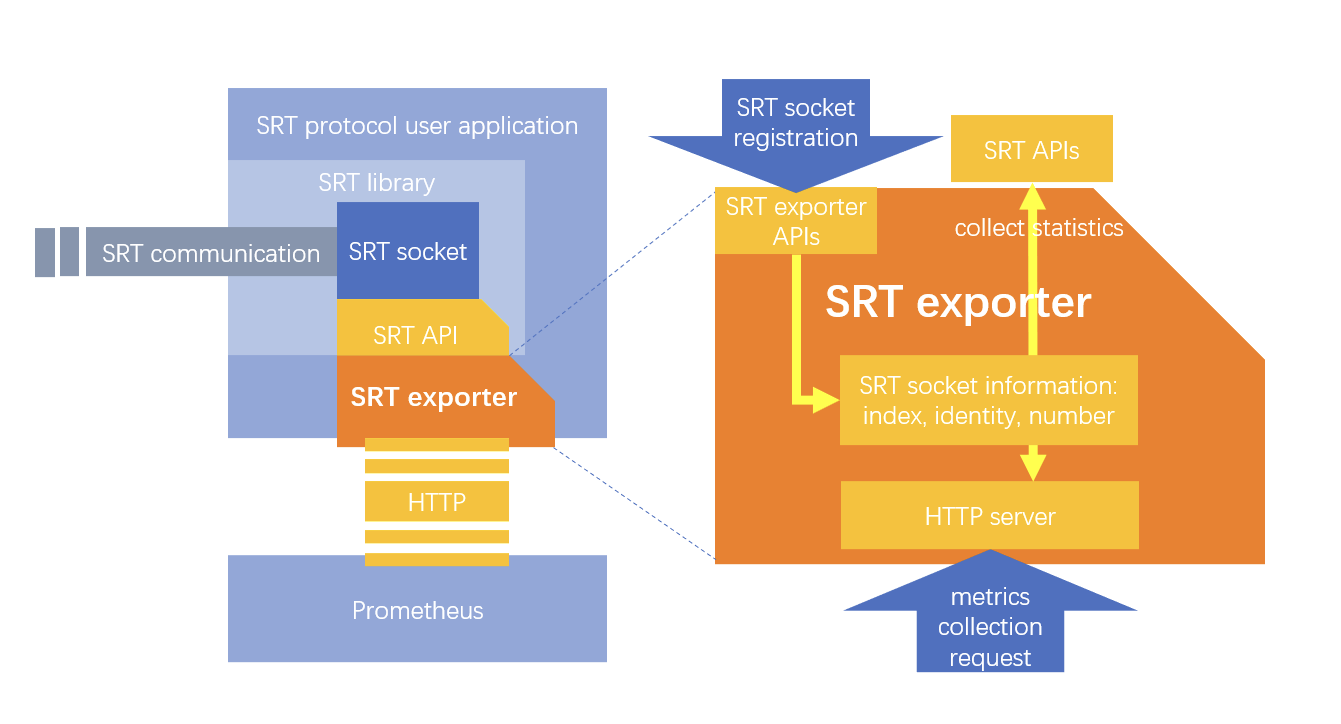 SRT protocol user application
SRT library
SRT communication
SRT socket
SRT API
SRT exporter
HTTP
Prometheus
SRT socket
registration
SRT APIs
SRT exporter
APIs
collect statistics
SRT exporter
SRT socket information:
index, identity, number
HTTP server
metrics
collection
request